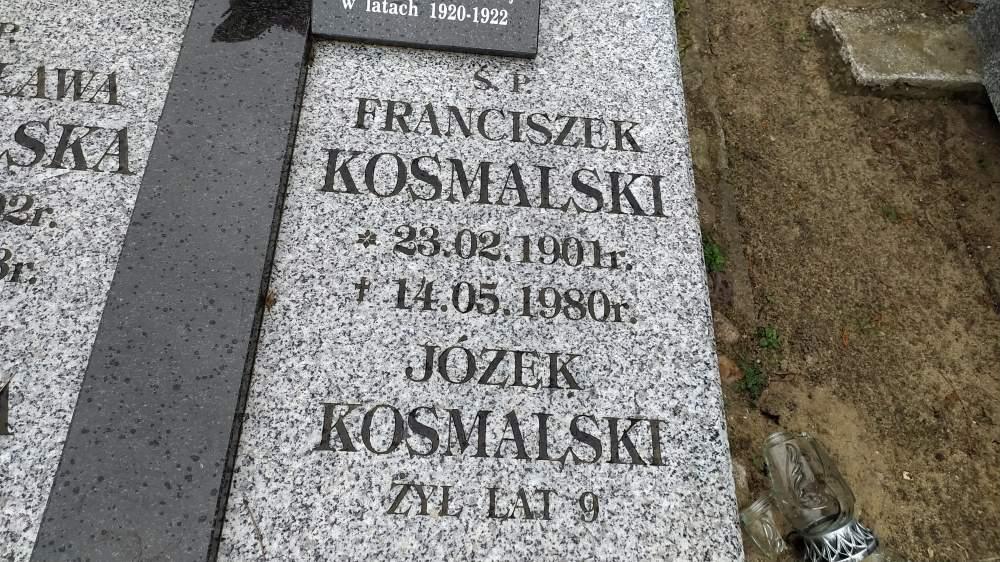 w latach 1920-1922
Ś. P.
FRANCISZEK
KOSMALSKI
* 23.02.1901r.
† 14.05.1980r.
JÓZEK
KOSMALSKI
ŻYŁ LAT 9